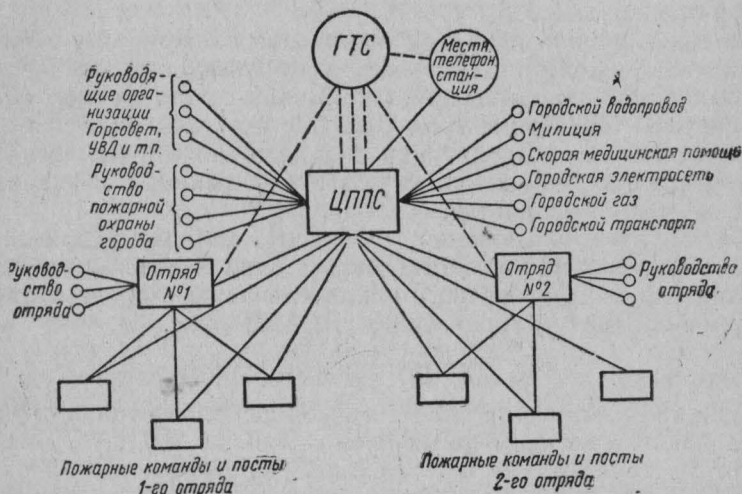 ГТС
Местн
телефон
стан-
ция
Руководя-
щие орга-
низации
Горсовет,
УВД и т.п.
Руковод-
ство
пожарной
охраны
города
ЦППС
Городской водопровод
Милиция
Скорая медицинская помощь
Городская электросеть
Городской газ
Городской транспорт
Руковод-
ство
отряда
Отряд
№1
Отряд
№2
Руководство
отряда
Пожарные команды и посты
1-го отряда
Пожарные команды и посты
2-го отряда